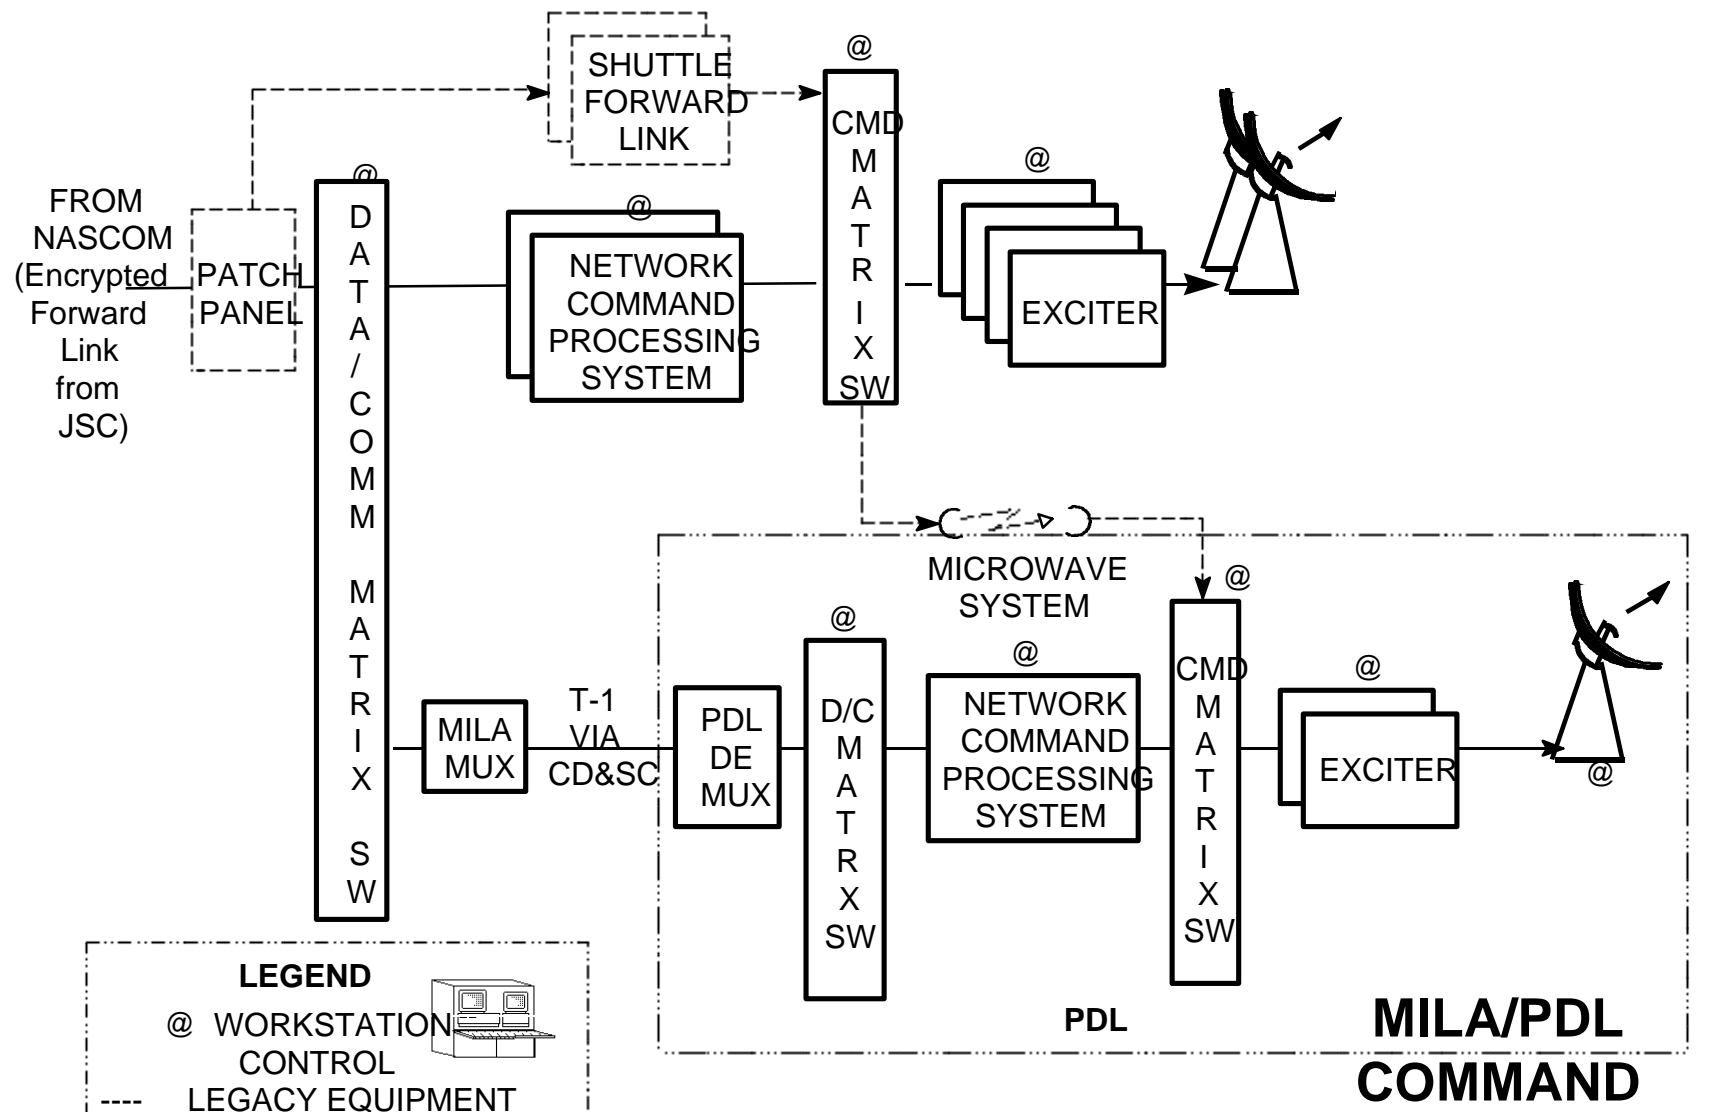 SHUTTLE
FORWARD
LINK
@
CMD
M
A
T
R
I
X
SW
@
@
FROM
NASCOM
(Encrypted
Forward
Link
from
JSC)
PATCH
PANEL
D
A
T
A
/
C
O
M
M
M
A
T
R
I
X
S
W
@
NETWORK
COMMAND
PROCESSING
SYSTEM
EXCITER
MICROWAVE
SYSTEM
MILA
MUX
T-1
VIA
CD&SC
PDL
DE
MUX
@
D/C
M
A
T
R
X
SW
@
NETWORK
COMMAND
PROCESSING
SYSTEM
@
CMD
M
A
T
R
I
X
SW
@
EXCITER
@
PDL
MILA/PDL
COMMAND
LEGEND
@ WORKSTATION
CONTROL
---- LEGACY EQUIPMENT